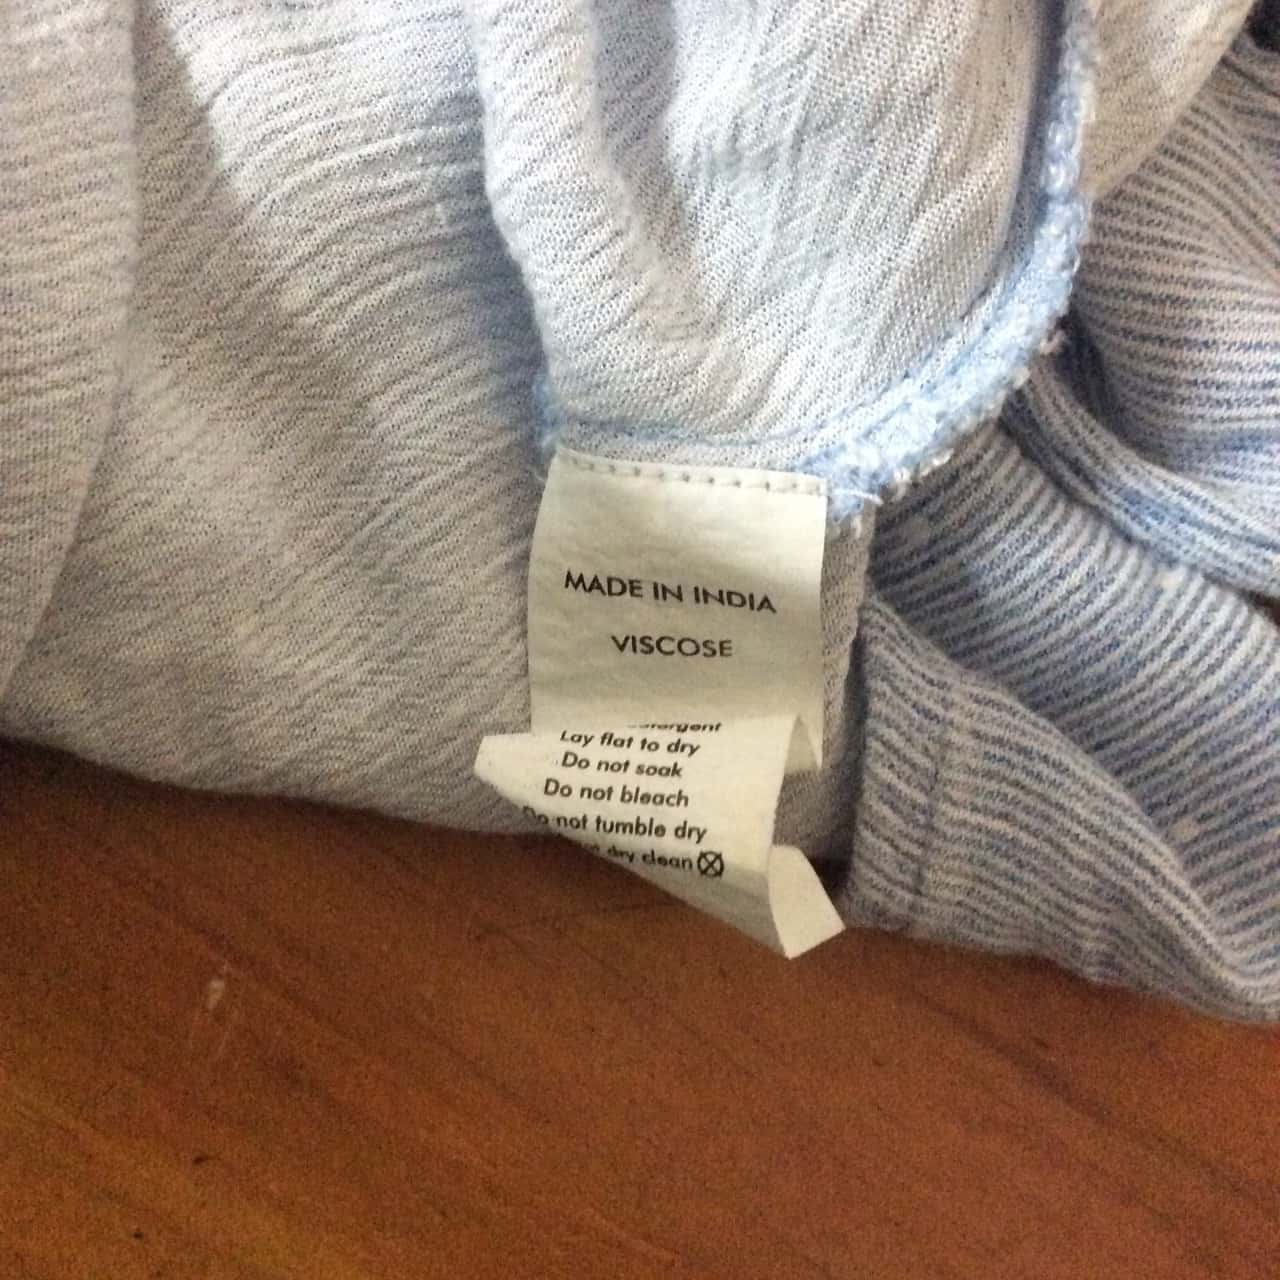 MADE IN INDIA
VISCOSE
Lay flat to dry
Do not soak
Do not bleach
Do not tumble dry
dry clean